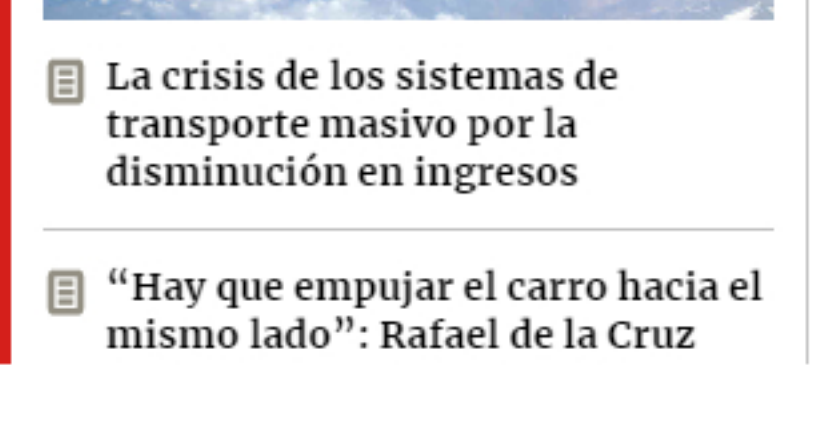 La crisis de los sistemas de
transporte masivo por la
disminución en ingresos
“Hay que empujar el carro hacia el
mismo lado”: Rafael de la Cruz